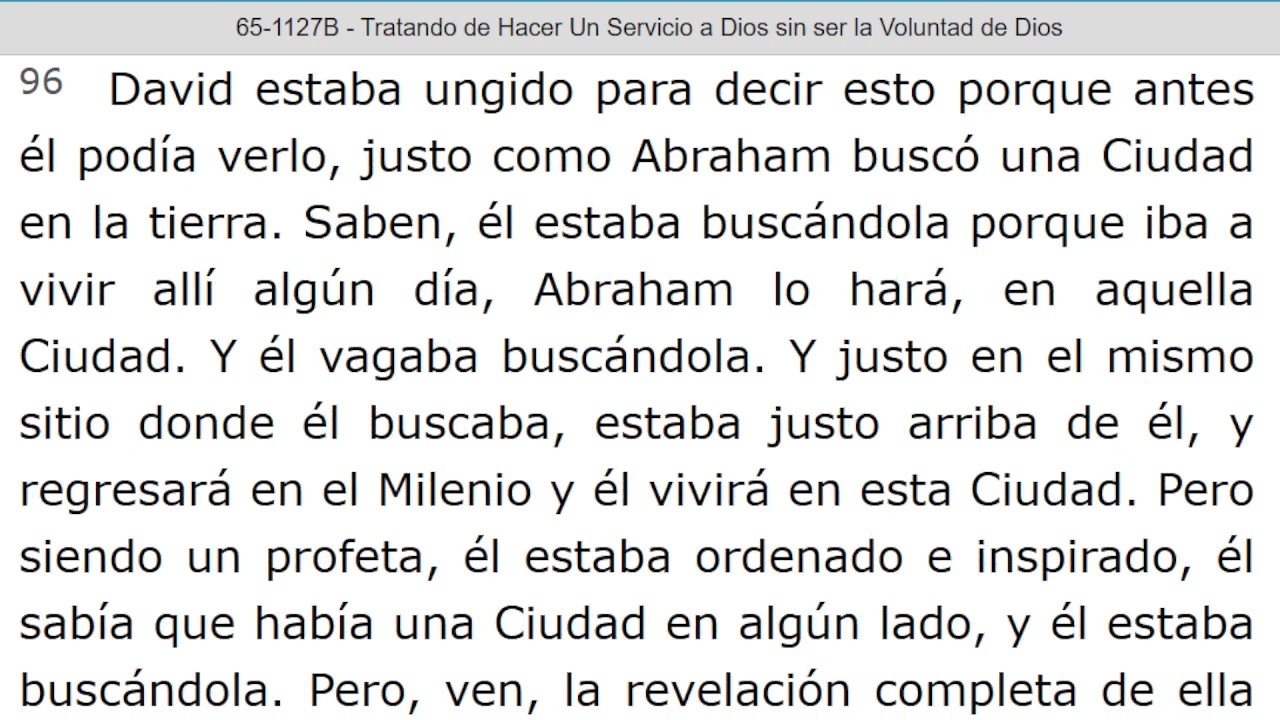 65-1127B - Tratando de Hacer Un Servicio a Dios sin ser la Voluntad de Dios
96 David estaba ungido para decir esto porque antes
él podía verlo, justo como Abraham buscó una Ciudad
en la tierra. Saben, él estaba buscándola porque iba a
vivir allí algún día, Abraham lo hará, en aquella
Ciudad. Y él vagaba buscándola. Y justo en el mismo
sitio donde él buscaba, estaba justo arriba de él, y
regresará en el Milenio y él vivirá en esta Ciudad. Pero
siendo un profeta, él estaba ordenado e inspirado, él
sabía que había una Ciudad en algún lado, y él estaba
buscándola. Pero, ven, la revelación completa de ella